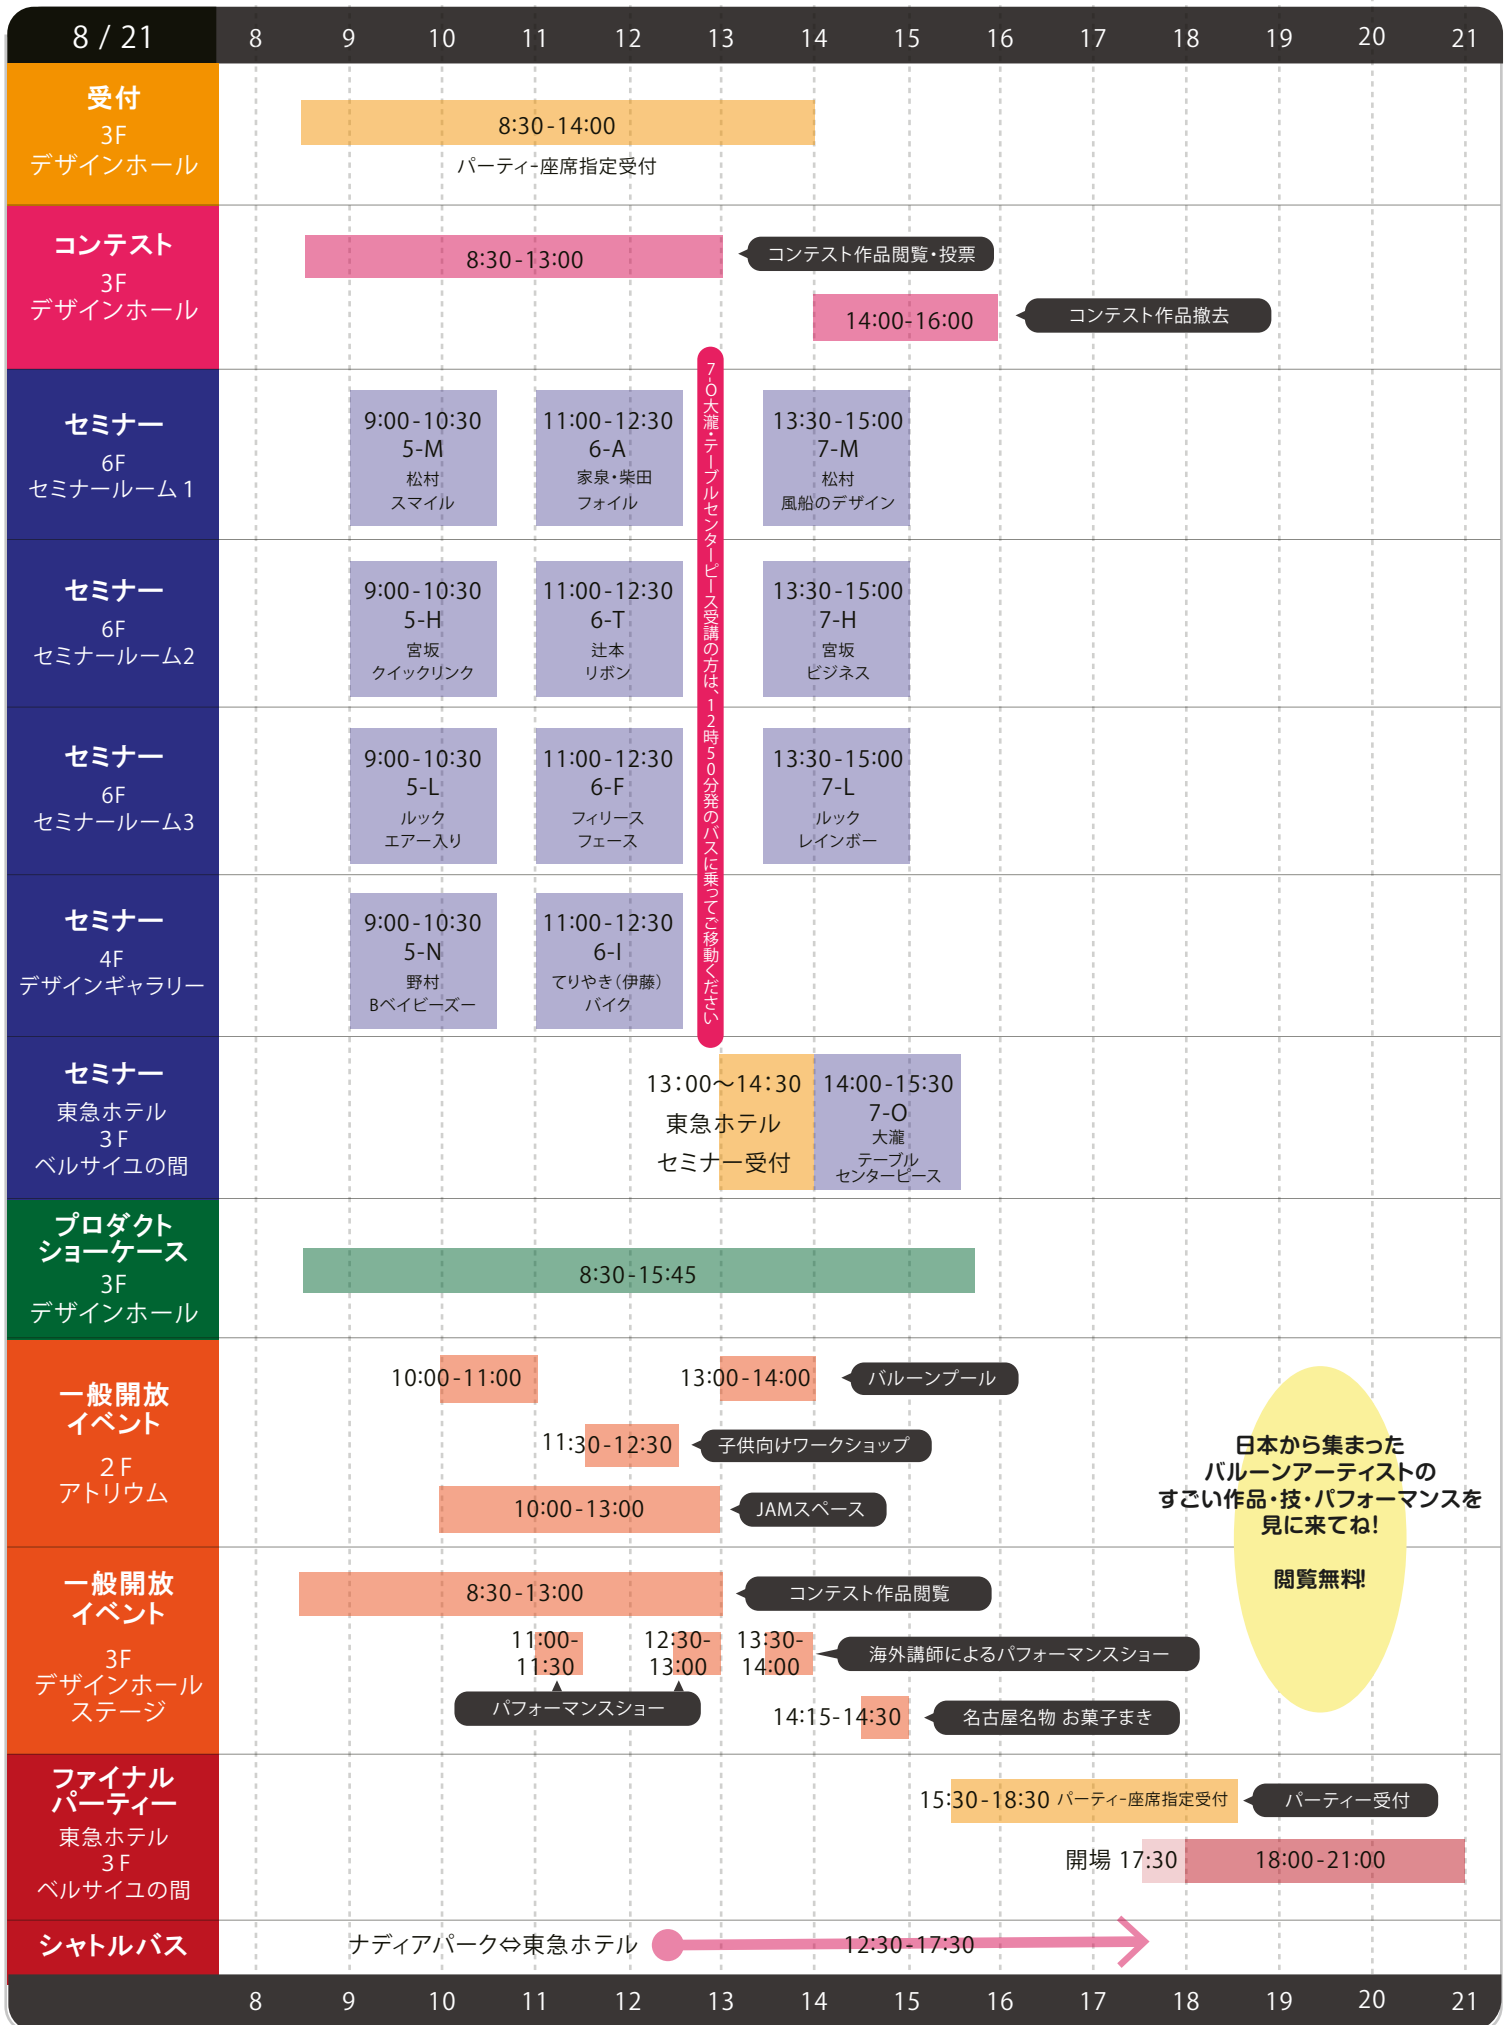 8 / 21
8 9 10 11 12 13 14 15 16 17 18 19 20 21
受付
3F
デザインホール
8:30-14:00
パーティ-座席指定受付
コンテスト
3F
デザインホール
8:30-13:00
コンテスト作品閲覧・投票
14:00-16:00
コンテスト作品撤去
7-O大瀧・テーブルセンターピース受講の方は、12時50分発のバスに乗ってご移動ください
セミナー
6F
セミナールーム1
9:00-10:30
5-M
松村
スマイル
11:00-12:30
6-A
家泉・柴田
フォイル
13:30-15:00
7-M
松村
風船のデザイン
セミナー
6F
セミナールーム2
9:00-10:30
5-H
宮坂
クイックリンク
11:00-12:30
6-T
辻本
リボン
13:30-15:00
7-H
宮坂
ビジネス
セミナー
6F
セミナールーム3
9:00-10:30
5-L
ルック
エアー入り
11:00-12:30
6-F
フィリース
フェース
13:30-15:00
7-L
ルック
レインボー
セミナー
4F
デザインギャラリー
9:00-10:30
5-N
野村
Bベイビーズー
11:00-12:30
6-I
てりやき(伊藤)
バイク
セミナー
東急ホテル
3F
ベルサイユの間
13:00〜14:30
東急ホテル
セミナー受付
14:00-15:30
7-O
大瀧
テーブル
センターピース
プロダクト
ショーケース
3F
デザインホール
8:30-15:45
一般開放
イベント
2F
アトリウム
10:00-11:00
13:00-14:00
バルーンプール
11:30-12:30
子供向けワークショップ
10:00-13:00
JAMスペース
日本から集まった
バルーンアーティストの
すごい作品・技・パフォーマンスを
見に来てね!
閲覧無料!
一般開放
イベント
3F
デザインホール
ステージ
8:30-13:00
コンテスト作品閲覧
11:00-
11:30
12:30-
13:00
13:30-
14:00
海外講師によるパフォーマンスショー
パフォーマンスショー
14:15-14:30
名古屋名物 お菓子まき
ファイナル
パーティー
東急ホテル
3F
ベルサイユの間
15:30-18:30 パーティ-座席指定受付
パーティー受付
開場 17:30
18:00-21:00
シャトルバス
ナディアパーク⇔東急ホテル
12:30-17:30
8 9 10 11 12 13 14 15 16 17 18 19 20 21